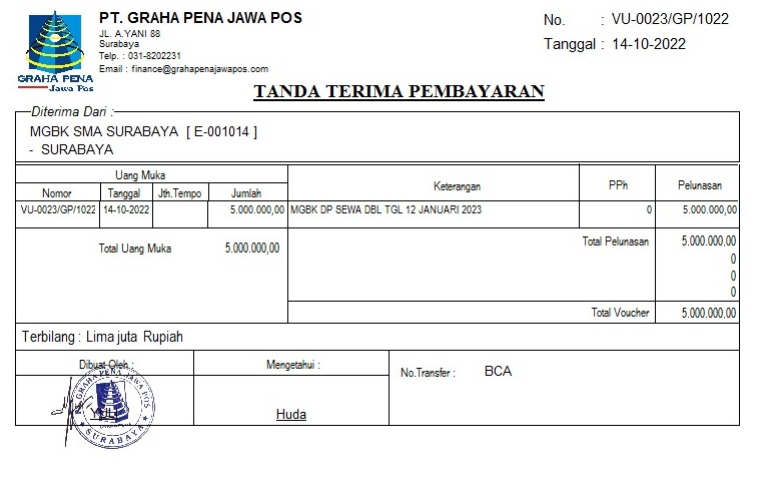 PT. GRAHA PENA JAWA POS
JL. A.YANI 88
Surabaya
Telp. : 031-8202231
Email : finance@grahapenajawapos.com
GRAHA PENA
Jawa Pos
No. : VU-0023/GP/1022
Tanggal : 14-10-2022
TANDA TERIMA PEMBAYARAN
Diterima Dari :
MGBK SMA SURABAYA [ E-001014 ]
- SURABAYA
Uang Muka
Nomor Tanggal Jth.Tempo Jumlah Keterangan PPh Pelunasan
VU-0023/GP/1022 14-10-2022 5.000.000,00 MGBK DP SEWA DBL TGL 12 JANUARI 2023 0 5.000.000,00
Total Uang Muka 5.000.000,00 Total Pelunasan 5.000.000,00
0
0
0
Total Voucher 5.000.000,00
Terbilang : Lima juta Rupiah
Dibuat Oleh : Mengetahui : No.Transfer : BCA
PT. GRAHA PENA JAWA POS
SURABAYA
Huda